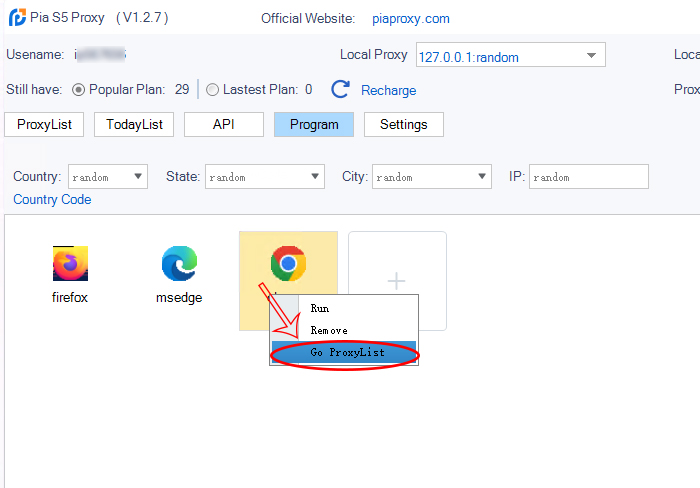 Pia S5 Proxy ( V1.2.7 ) Official Website: piaproxy.com
Usename: Local Proxy 127.0.0.1:random Loca
Still have: Popular Plan: 29 Lastest Plan: 0 Recharge Prox
ProxyList TodayList API Program Settings
Country: random State: random City: random IP: random
Country Code
firefox msedge
Run
Remove
Go ProxyList